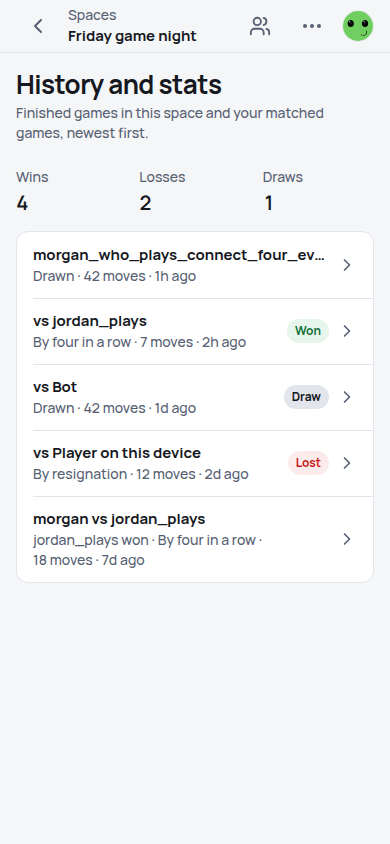 Spaces
Friday game night
History and stats
Finished games in this space and your matched
games, newest first.
Wins
Losses
Draws
4
2
1
morgan_who_plays_connect_four_ev…
Drawn · 42 moves · 1h ago
vs jordan_plays
By four in a row · 7 moves · 2h ago
Won
vs Bot
Drawn · 42 moves · 1d ago
Draw
vs Player on this device
By resignation · 12 moves · 2d ago
Lost
morgan vs jordan_plays
jordan_plays won · By four in a row ·
18 moves · 7d ago